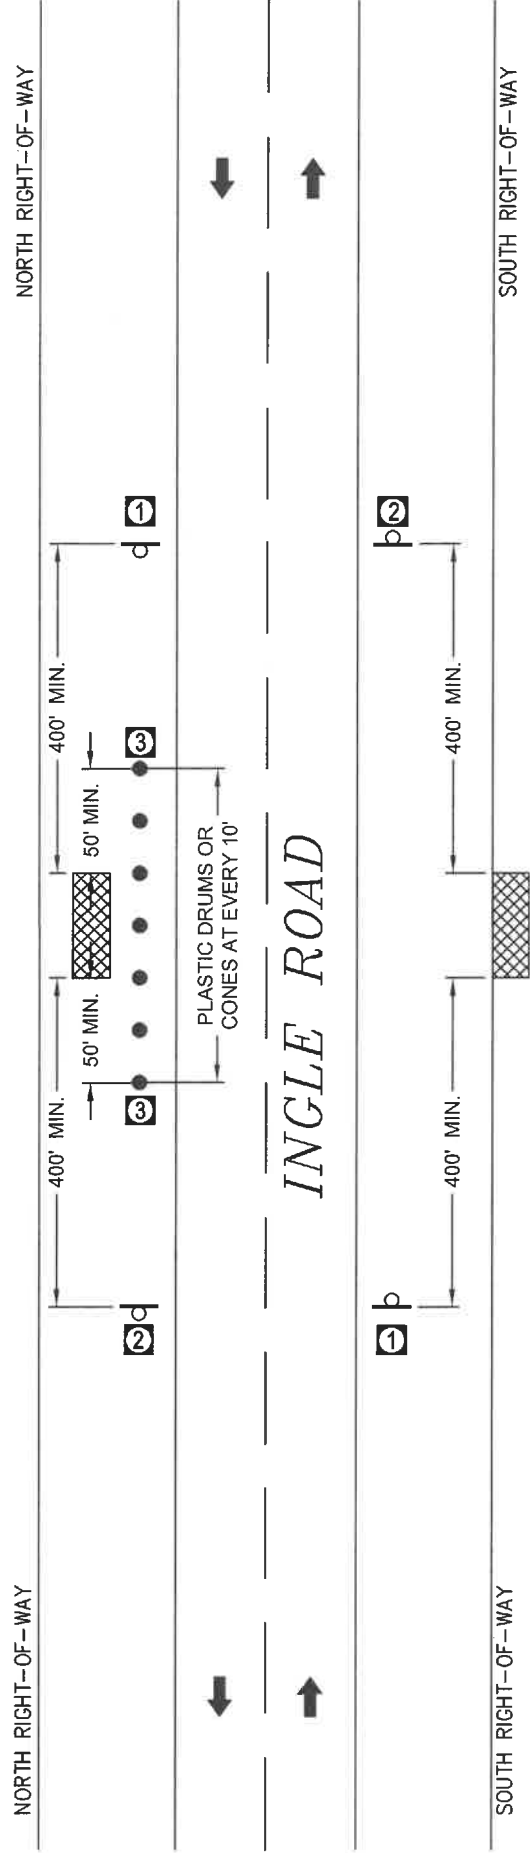 NORTH RIGHT-OF-WAY
NORTH RIGHT-OF-WAY
400' MIN.
400' MIN.
50' MIN.
50' MIN.
2
3
3
1
PLASTIC DRUMS OR
CONES AT EVERY 10'
INGLE ROAD
1
2
400' MIN.
400' MIN.
SOUTH RIGHT-OF-WAY
SOUTH RIGHT-OF-WAY